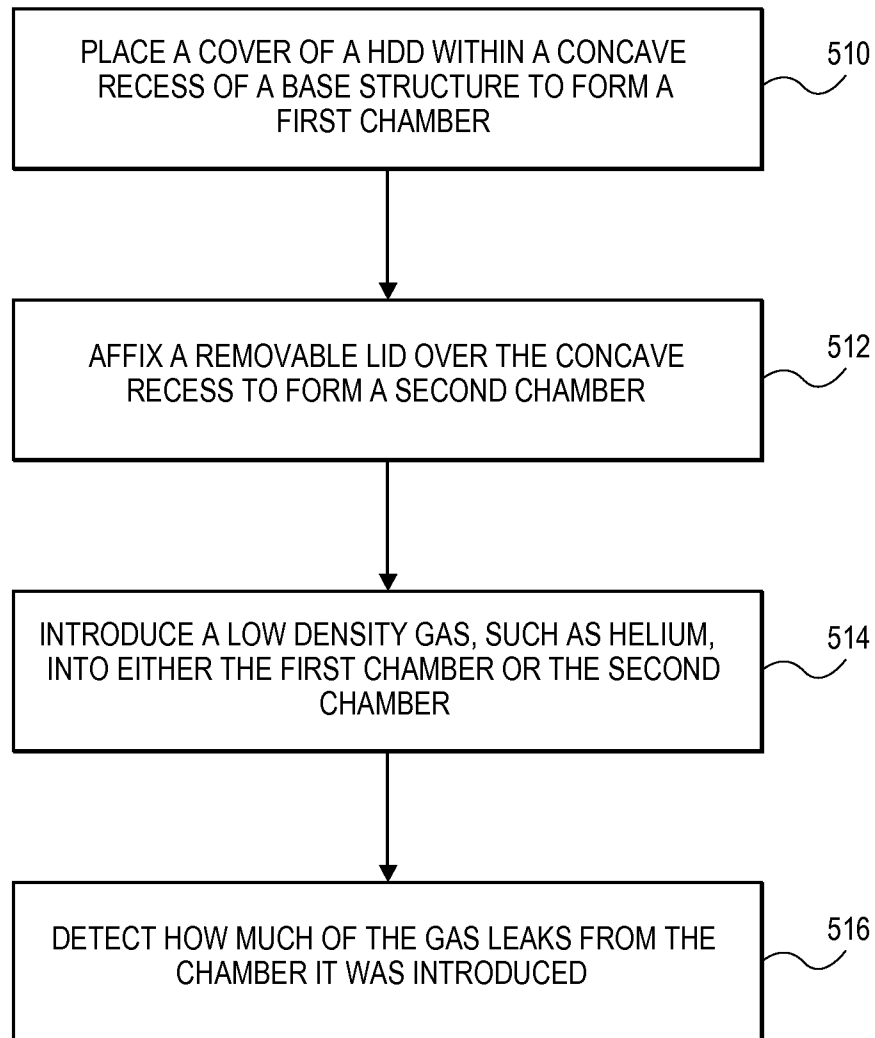 PLACE A COVER OF A HDD WITHIN A CONCAVE
RECESS OF A BASE STRUCTURE TO FORM A
FIRST CHAMBER
510
AFFIX A REMOVABLE LID OVER THE CONCAVE
RECESS TO FORM A SECOND CHAMBER
512
INTRODUCE A LOW DENSITY GAS, SUCH AS HELIUM,
INTO EITHER THE FIRST CHAMBER OR THE SECOND
CHAMBER
514
DETECT HOW MUCH OF THE GAS LEAKS FROM THE
CHAMBER IT WAS INTRODUCED
516